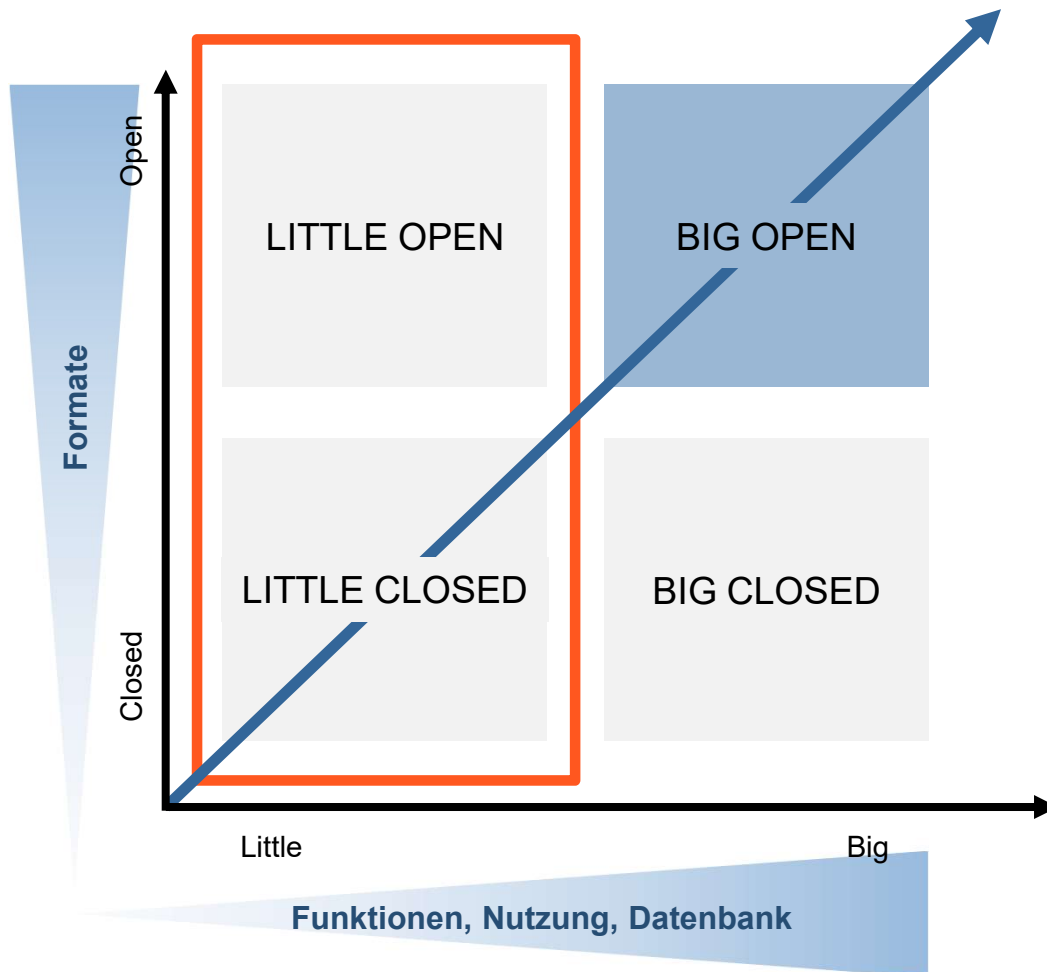 Open
LITTLE OPEN
BIG OPEN
Formate
LITTLE CLOSED
BIG CLOSED
Closed
Little
Big
Funktionen, Nutzung, Datenbank